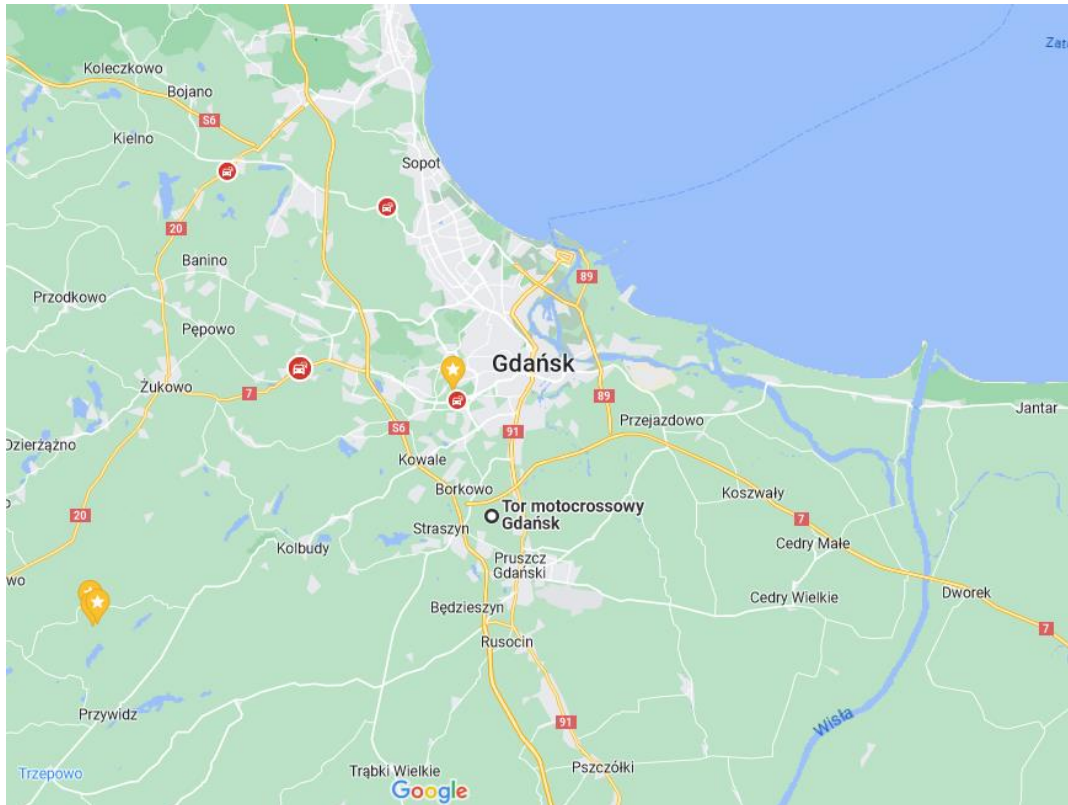 Koleczkowo
Zat
Bojano
S6
Kielno
Sopot
20
Banino
89
Przodkowo
Pępowo
Gdańsk
Żukowo
7
89
Jantar
Przejazdowo
S6
91
Dzierżążno
Kowale
Borkowo
Koszwały
Tor motocrossowy
Gdańsk
20
7
Straszyn
Kolbudy
Cedry Małe
Pruszcz
Gdański
wo
Dworek
Cedry Wielkie
Będzieszyn
7
Rusocin
Przywidz
91
Wisła
Trzepowo
Trąbki Wielkie
Pszczółki
Google